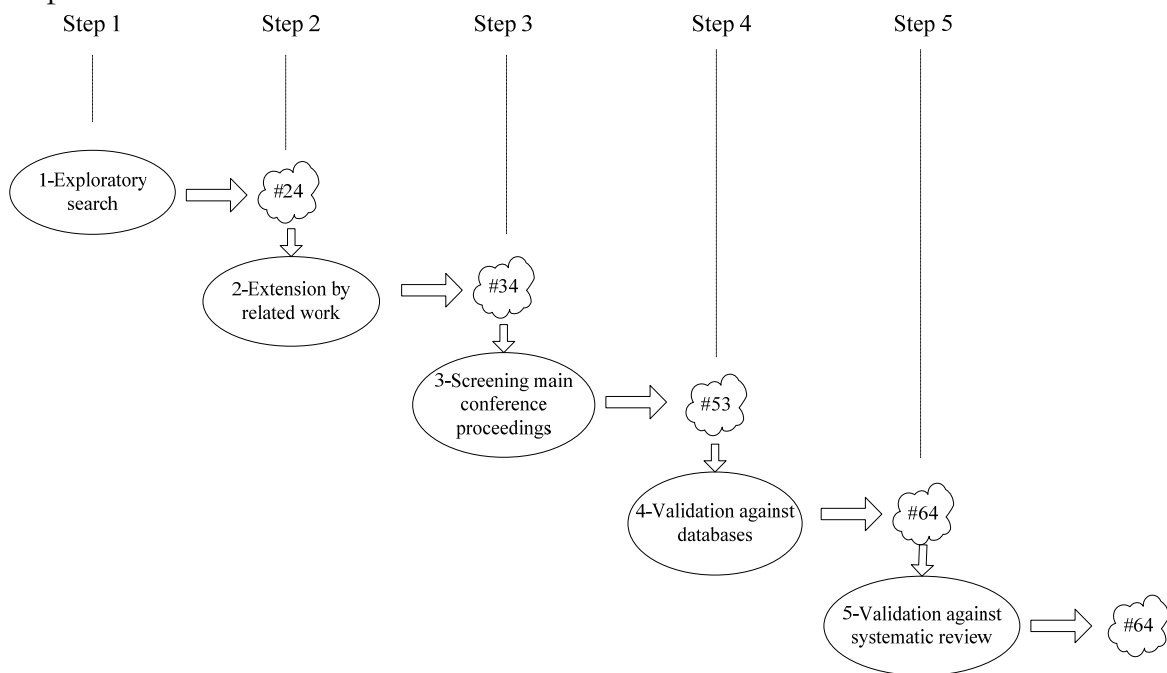 Step 1
Step 2
Step 3
Step 4
Step 5
1-Exploratory
search
#24
2-Extension by
related work
#34
3-Screening main
conference
proceedings
#53
4-Validation against
databases
#64
5-Validation against
systematic review
#64